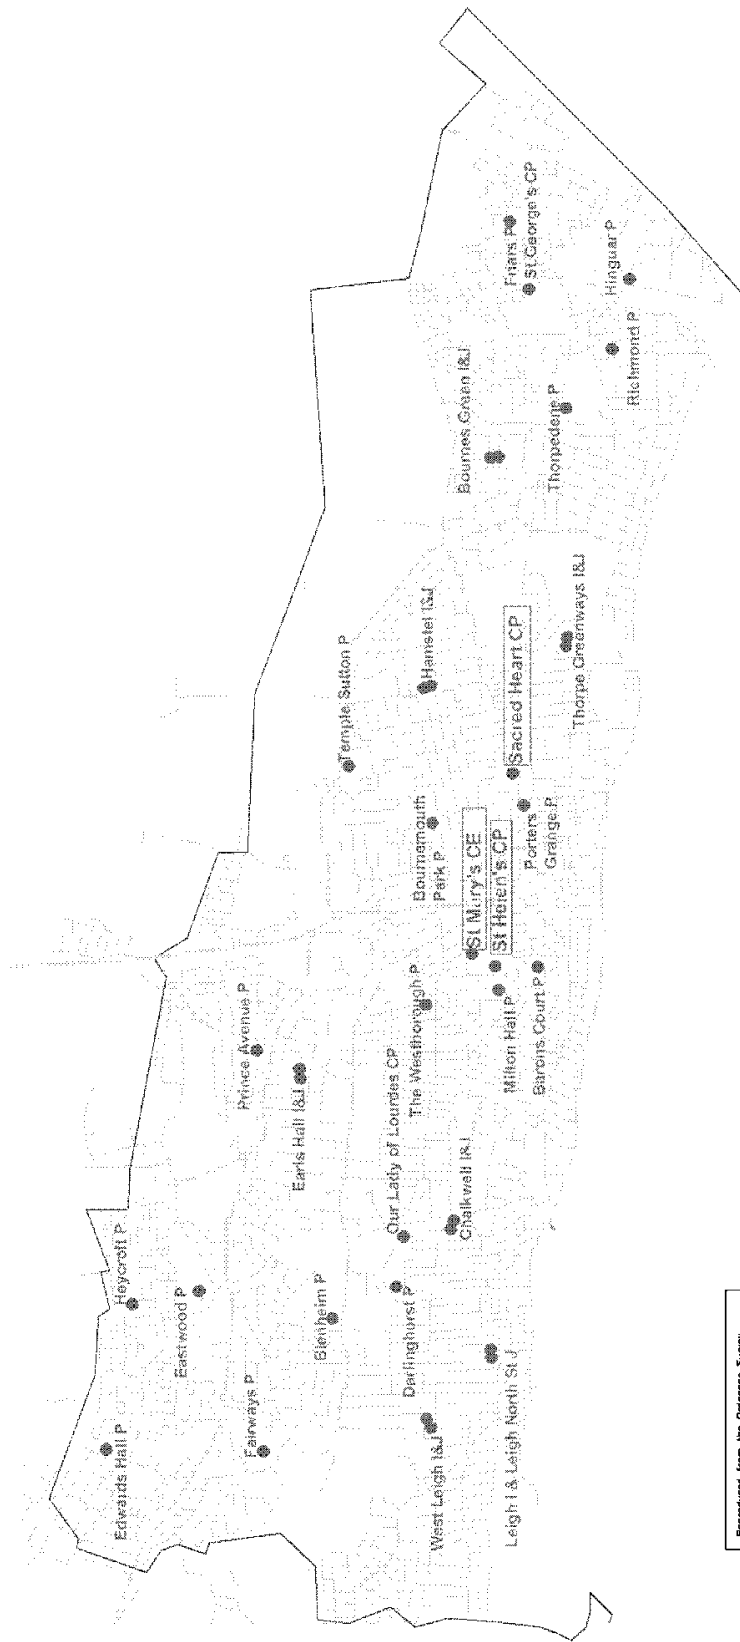 Edwards Hall P
Heycroft P
Eastwood P
Fairways P
Prince Avenue P
Earls Hall I&J
Blenheim P
Temple Sutton P
Our Lady of Lourdes CP
Darlinghurst P
The Westborough P
Bournemouth
Park P
Hamstel I&J
West Leigh I&J
Chalkwell I&J
St Mary's CE
St Helen's CP
Sacred Heart CP
Bournes Green I&J
Friars P
St.George's CP
Leigh I & Leigh North St J
Milton Hall P
Barons Court P
Porters
Grange P
Thorpe Greenways I&J
Thorpedene P
Richmond P
Hinguar P